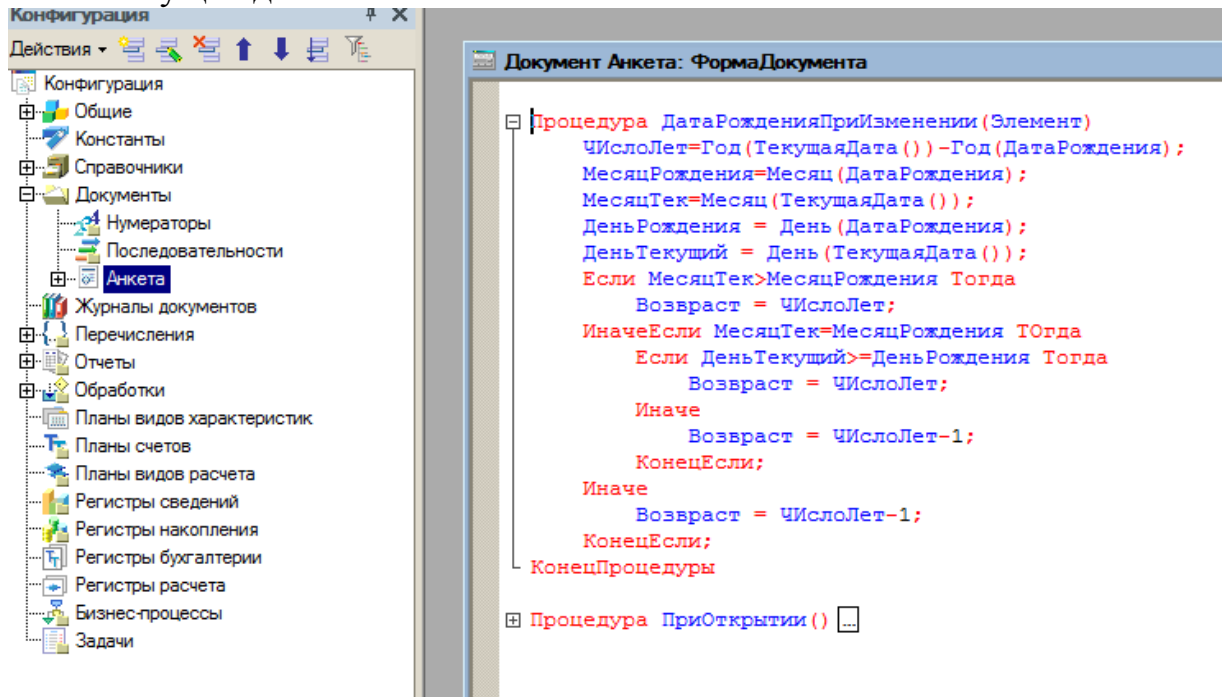 Конфигурация
Действия
Конфигурация
Общие
Константы
Справочники
Документы
Нумераторы
Последовательности
Анкета
Журналы документов
Перечисления
Отчеты
Обработки
Планы видов характеристик
Планы счетов
Планы видов расчета
Регистры сведений
Регистры накопления
Регистры бухгалтерии
Регистры расчета
Бизнес-процессы
Задачи
Документ Анкета: ФормаДокумента
Процедура ДатаРожденияПриИзменении(Элемент)
ЧИслоЛет=Год(ТекущаяДата())-Год(ДатаРождения);
МесяцРождения=Месяц(ДатаРождения);
МесяцТек=Месяц(ТекущаяДата());
ДеньРождения = День(ДатаРождения);
ДеньТекущий = День(ТекущаяДата());
Если МесяцТек>МесяцРождения Тогда
Возвраст = ЧИслоЛет;
ИначеЕсли МесяцТек=МесяцРождения ТОгда
Если ДеньТекущий>=ДеньРождения Тогда
Возвраст = ЧИслоЛет;
Иначе
Возвраст = ЧИслоЛет-1;
КонецЕсли;
Иначе
Возвраст = ЧИслоЛет-1;
КонецЕсли;
КонецПроцедуры
Процедура ПриОткрытии() ...